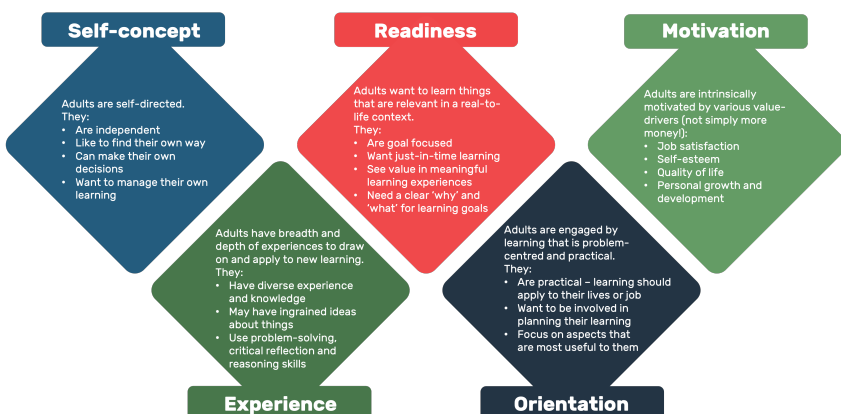 Self-concept
Adults are self-directed.
They:
• Are independent
• Like to find their own way
• Can make their own
decisions
• Want to manage their own
learning
Adults have breadth and
depth of experiences to draw
on and apply to new learning.
They:
• Have diverse experience
and knowledge
• May have ingrained ideas
about things
• Use problem-solving,
critical reflection and
reasoning skills
Experience
Readiness
Adults want to learn things
that are relevant in a real-to-
life context.
They:
• Are goal focused
• Want just-in-time learning
• See value in meaningful
learning experiences
• Need a clear ‘why’ and
‘what’ for learning goals
Adults are engaged by
learning that is problem-
centred and practical.
They:
• Are practical – learning should
apply to their lives or job
• Want to be involved in
planning their learning
• Focus on aspects that
are most useful to them
Orientation
Motivation
Adults are intrinsically
motivated by various value-
drivers (not simply more
money!):
• Job satisfaction
• Self-esteem
• Quality of life
• Personal growth and
development